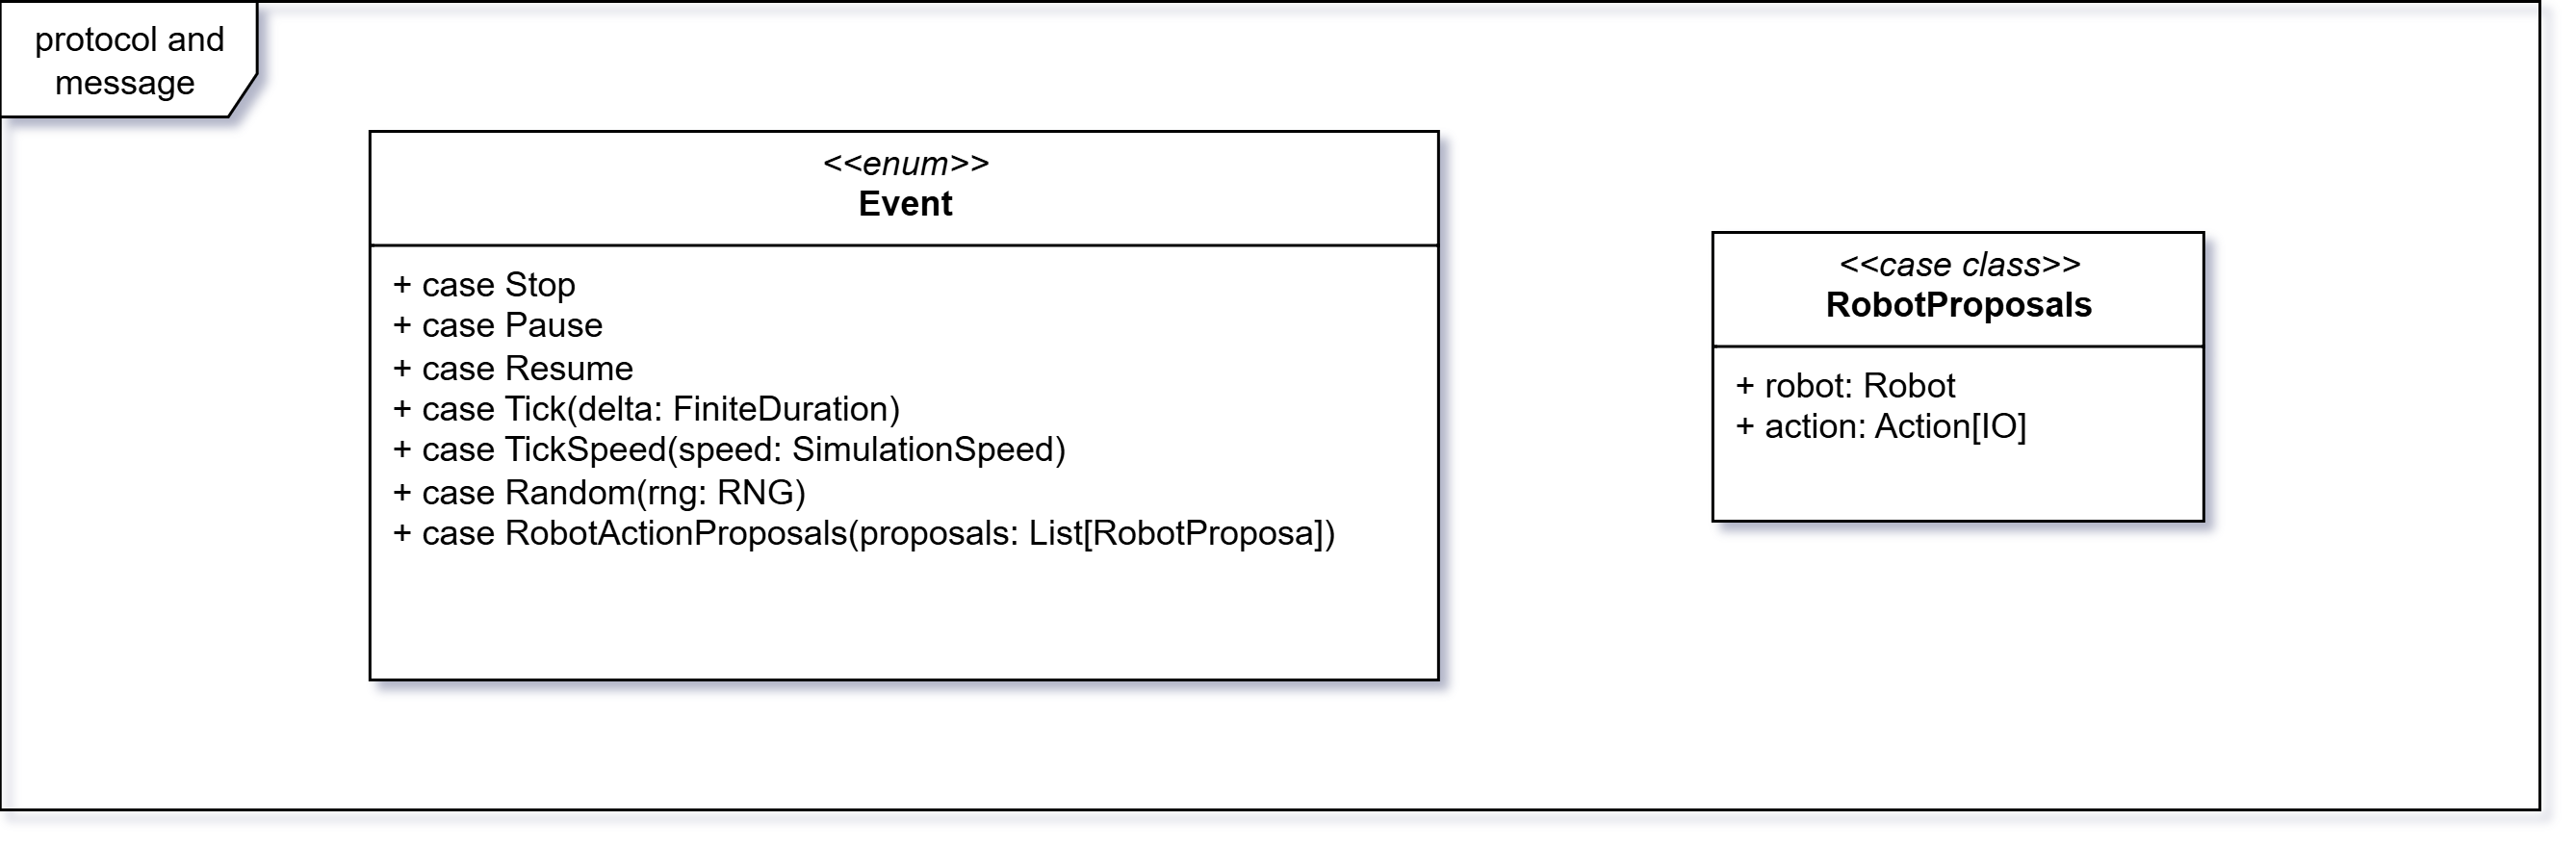 protocol and
message
<<enum>>
Event
+ case Stop
+ case Pause
+ case Resume
+ case Tick(delta: FiniteDuration)
+ case TickSpeed(speed: SimulationSpeed)
+ case Random(rng: RNG)
+ case RobotActionProposals(proposals: List[RobotProposa])
<<case class>>
RobotProposals
+ robot: Robot
+ action: Action[IO]